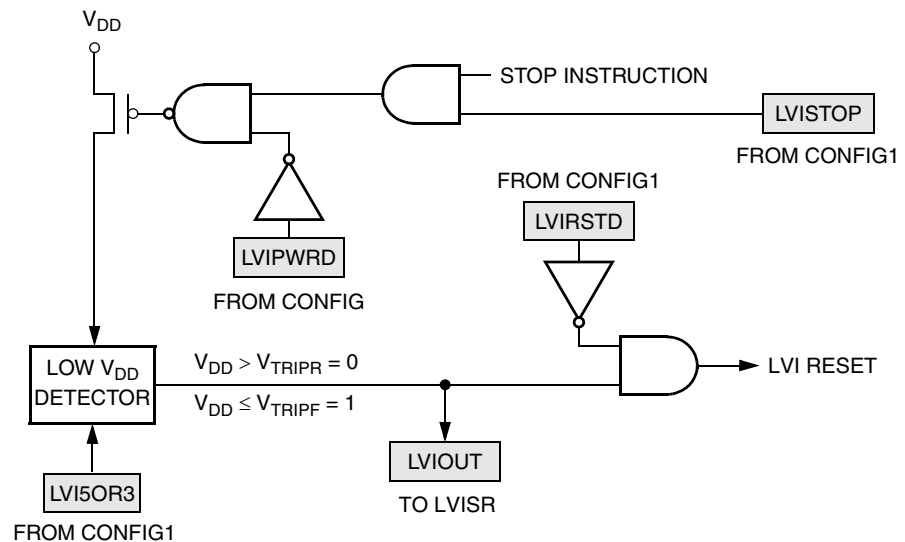 VDD
STOP INSTRUCTION
LVISTOP
FROM CONFIG1
FROM CONFIG1
LVIRSTD
LVIPWRD
FROM CONFIG
LOW VDD
DETECTOR
VDD > VTRIPR = 0
VDD ≤ VTRIPF = 1
LVI RESET
LVIOUT
TO LVISR
LVI5OR3
FROM CONFIG1